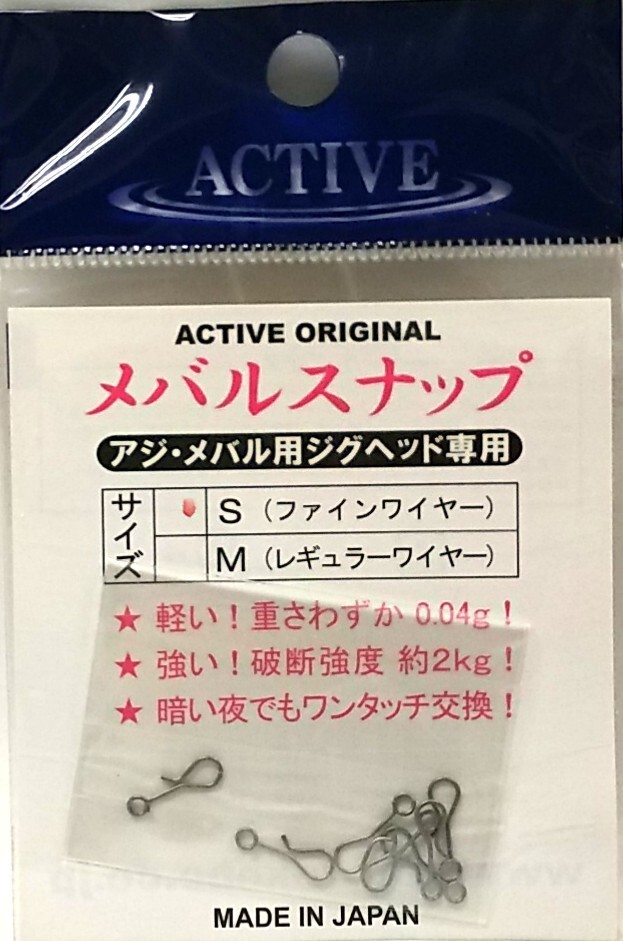 ACTIVE
ACTIVE ORIGINAL
メバルスナップ
アジ・メバル用ジグヘッド専用
サイズ
S（ファインワイヤー）
M（レギュラーワイヤー）
★ 軽い！重さわずか 0.04g！
★ 強い！破断強度 約2kg！
★ 暗い夜でもワンタッチ交換！
MADE IN JAPAN